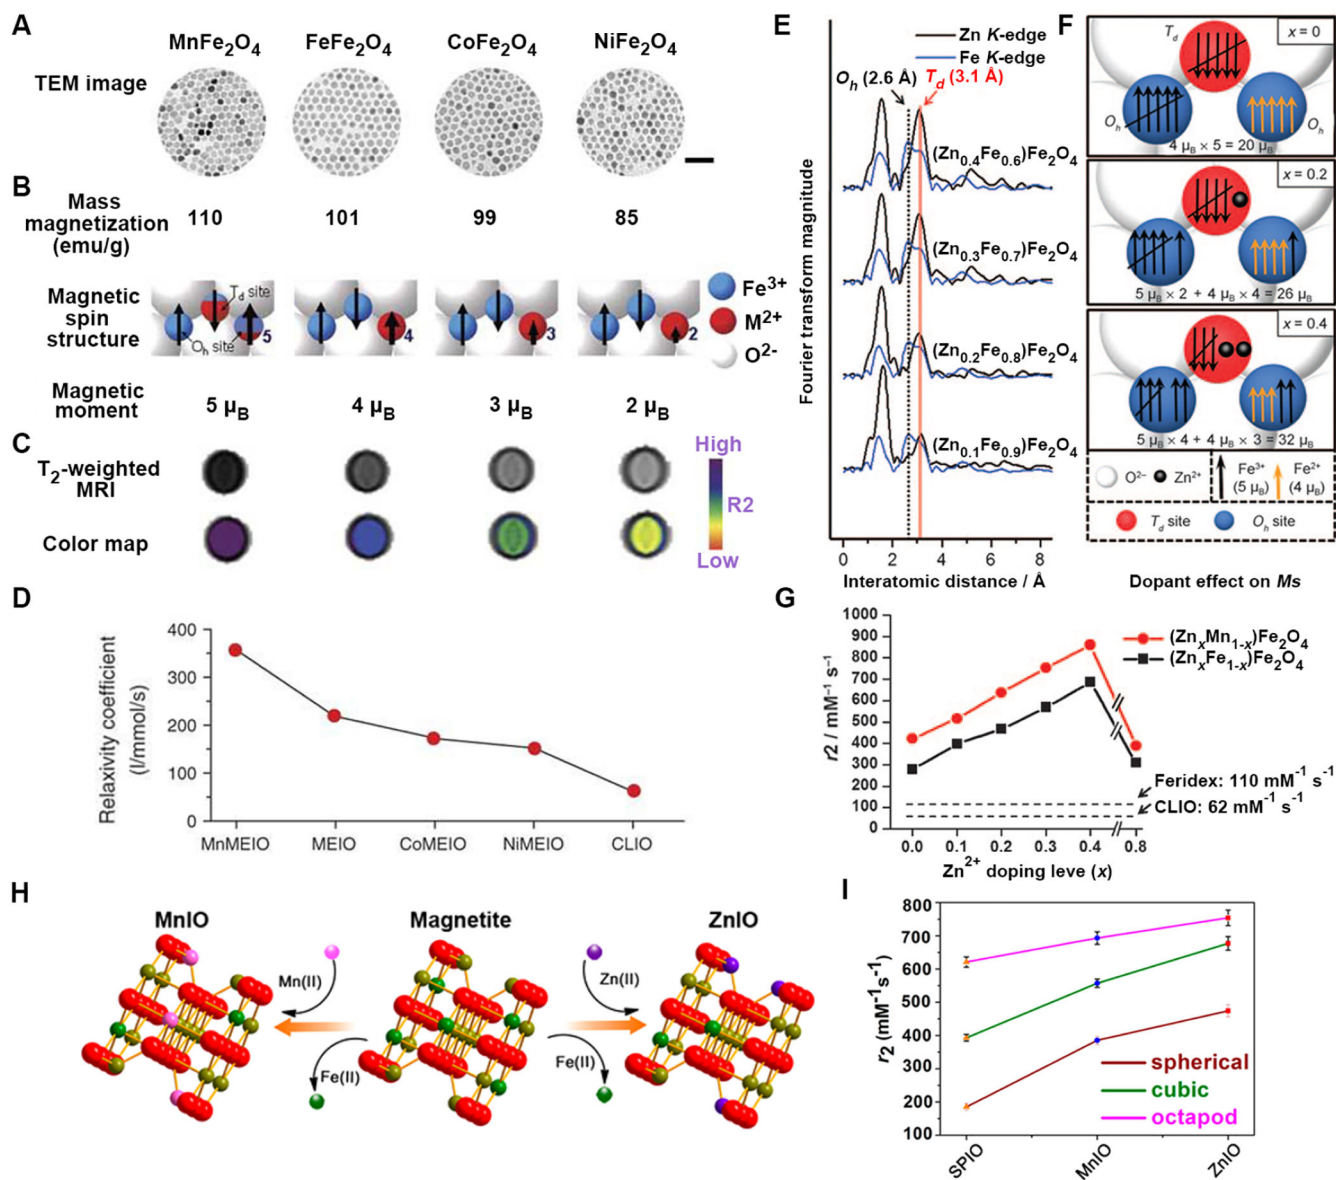 A
MnFe2O4 FeFe2O4 CoFe2O4 NiFe2O4
TEM image
B
Mass
magnetization
(emu/g)
110 101 99 85
Magnetic
spin
structure
Td site
Oh site
5 4 3 2
Fe3+
M2+
O2-
Magnetic
moment
5 μB 4 μB 3 μB 2 μB
C
T2-weighted
MRI
Color map
High
R2
Low
D
Relaxivity coefficient
(l/mmol/s)
400
300
200
100
0
MnMEIO MEIO CoMEIO NiMEIO CLIO
E
Zn K-edge
Fe K-edge
Oh (2.6 Å) Td (3.1 Å)
(Zn0.4Fe0.6)Fe2O4
(Zn0.3Fe0.7)Fe2O4
(Zn0.2Fe0.8)Fe2O4
(Zn0.1Fe0.9)Fe2O4
Fourier transform magnitude
0 2 4 6 8
Interatomic distance / Å
F
x = 0
Td
Oh Oh
4 μB × 5 = 20 μB
x = 0.2
5 μB × 2 + 4 μB × 4 = 26 μB
x = 0.4
5 μB × 4 + 4 μB × 3 = 32 μB
O2− Zn2+ Fe3+ (5 μB) Fe2+ (4 μB)
Td site Oh site
Dopant effect on Ms
G
r2 / mM−1 s−1
1000
900
800
700
600
500
400
300
200
100
0
(ZnxMn1-x)Fe2O4
(ZnxFe1-x)Fe2O4
Feridex: 110 mM-1 s-1
CLIO: 62 mM-1 s-1
0.0 0.1 0.2 0.3 0.4 0.8
Zn2+ doping leve (x)
H
MnIO Magnetite ZnIO
Mn(II) Zn(II)
Fe(II) Fe(II)
I
r2 (mM-1s-1)
800
700
600
500
400
300
200
100
spherical
cubic
octapod
SPIO MnIO ZnIO